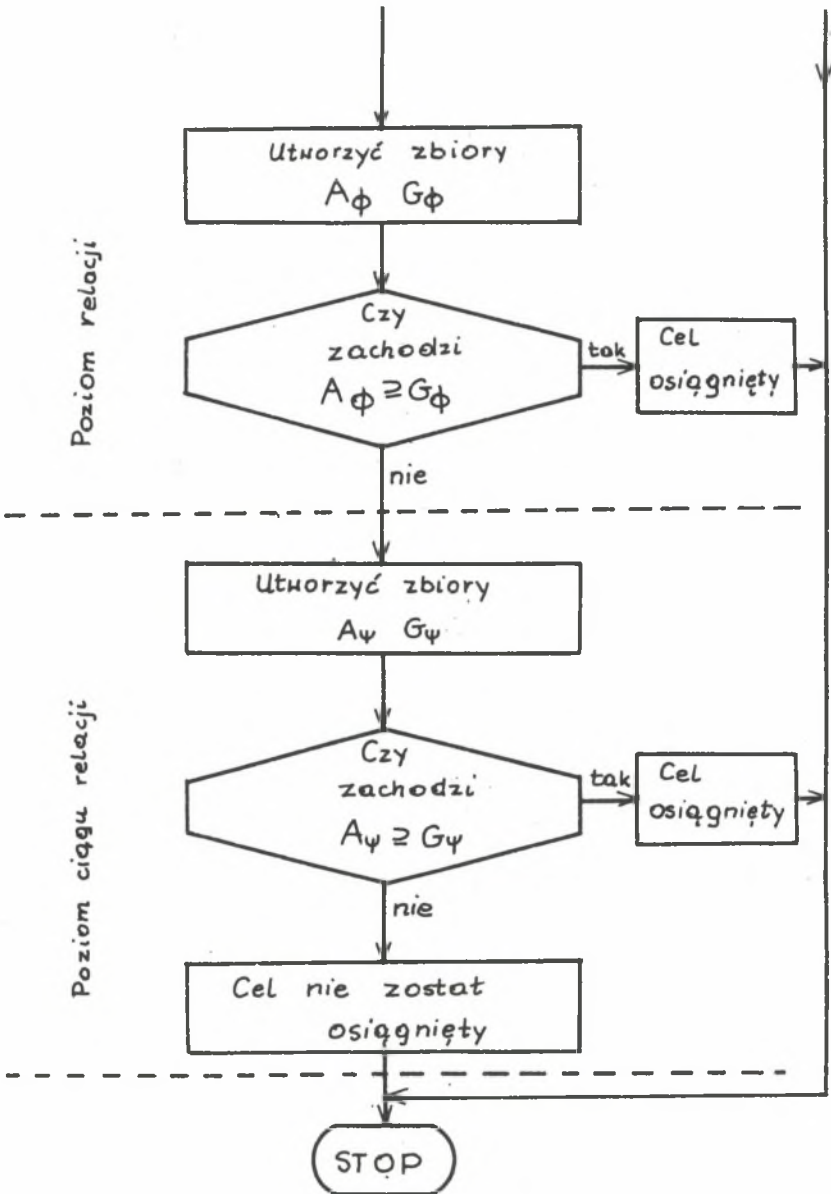 Utworzyć zbiory
Aϕ Gϕ
Poziom relacji
Czy
zachodzi
Aϕ ⊇ Gϕ
tak
Cel
osiągnięty
nie
Utworzyć zbiory
Aψ Gψ
Poziom ciągu relacji
Czy
zachodzi
Aψ ⊇ Gψ
tak
Cel
osiągnięty
nie
Cel nie został
osiągnięty
STOP